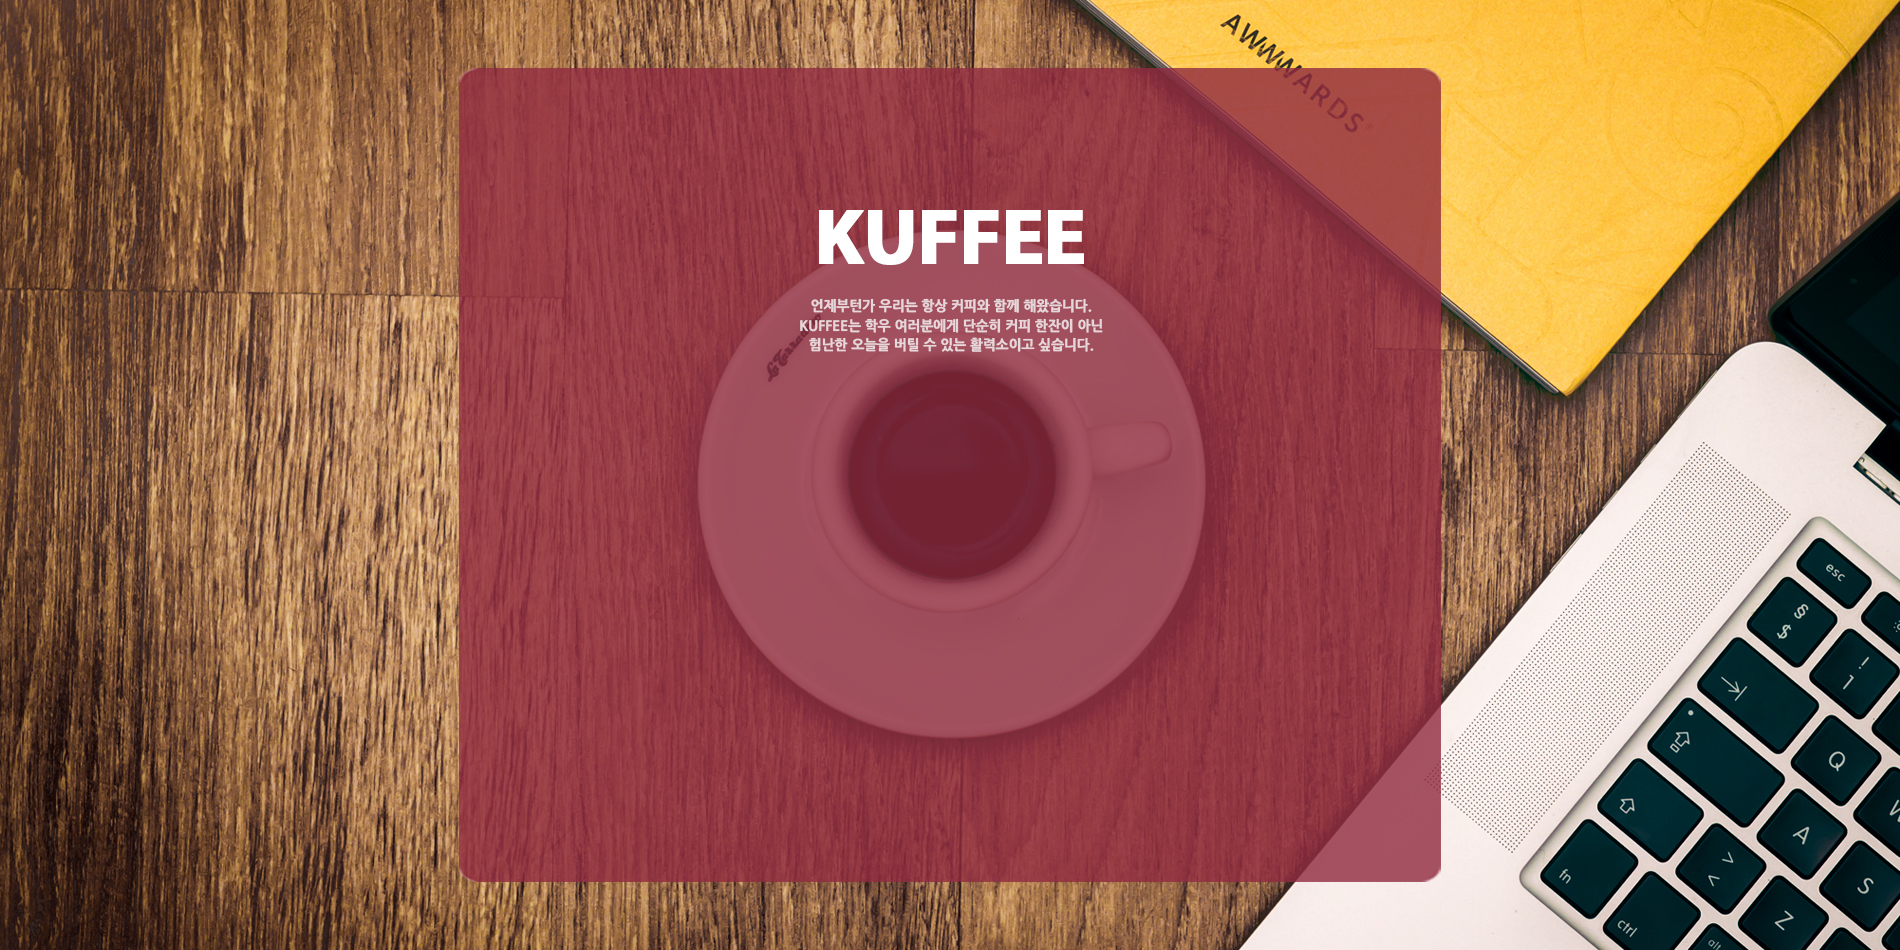 AWWWARDS
KUFFEE
언제부턴가 우리는 항상 커피와 함께 해왔습니다.
KUFFEE는 학우 여러분에게 단순히 커피 한잔이 아닌
험난한 오늘을 버틸 수 있는 활력소이고 싶습니다.
esc
§
$
!
1
Q
A
S
>
<
Z
fn
ctrl
alt